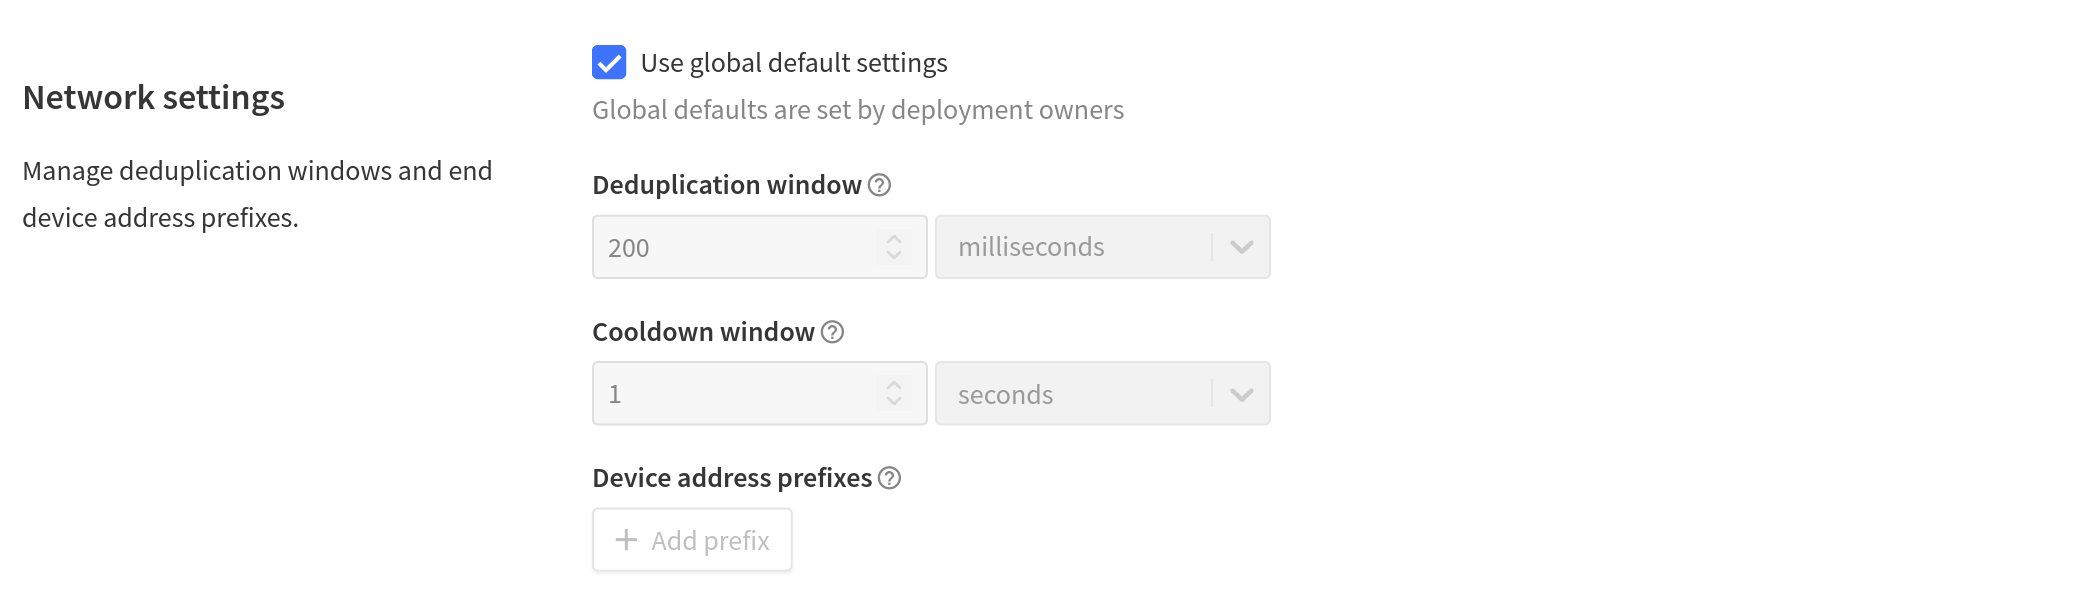 Network settings
Manage deduplication windows and end
device address prefixes.
Use global default settings
Global defaults are set by deployment owners
Deduplication window
200
milliseconds
Cooldown window
1
seconds
Device address prefixes
Add prefix